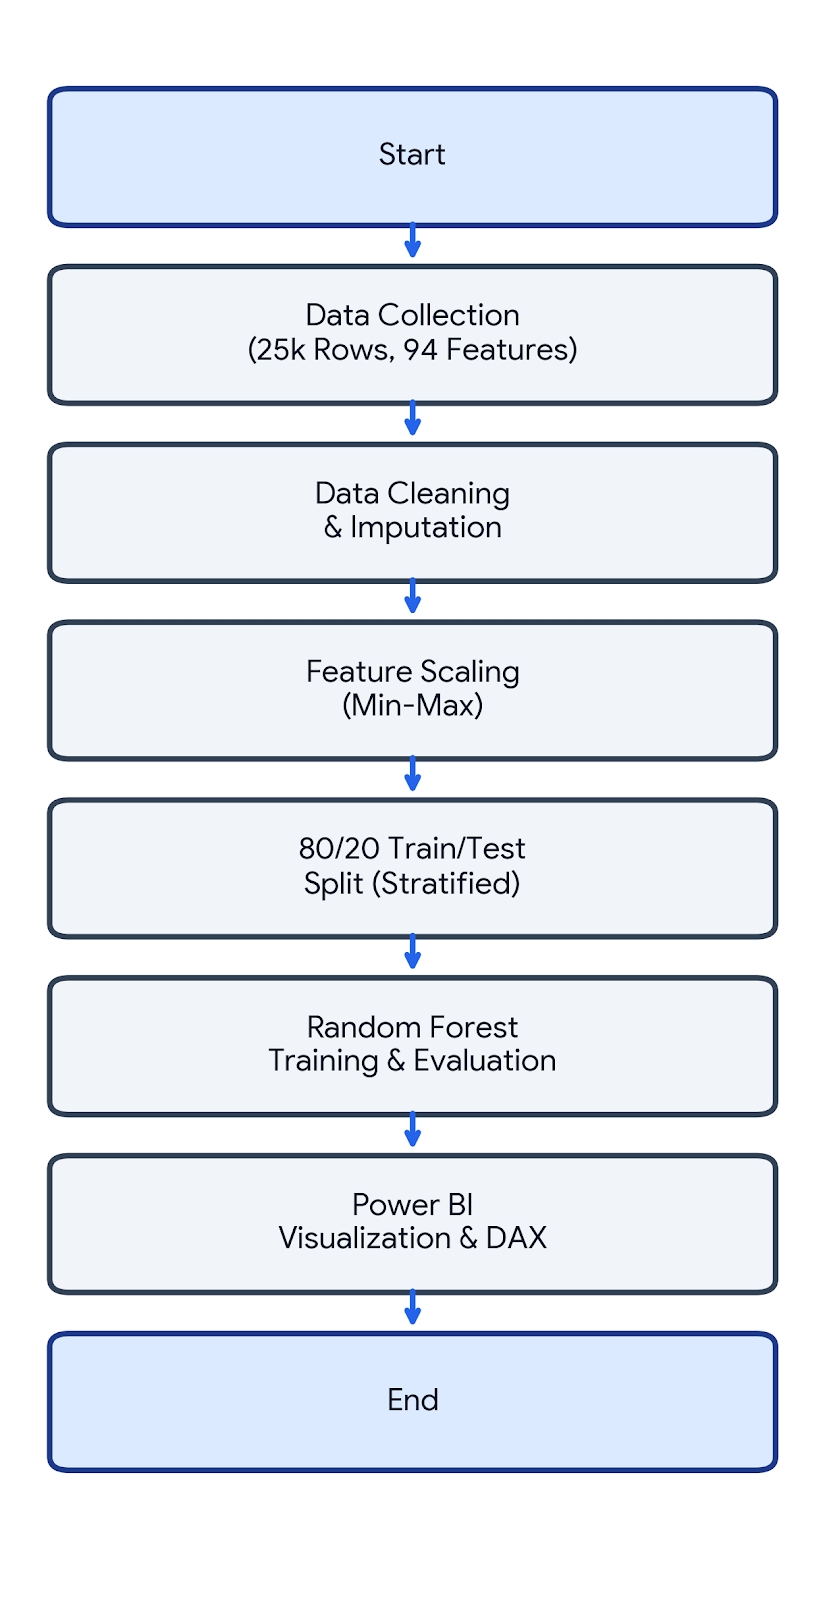 Start
Data Collection
(25k Rows, 94 Features)
Data Cleaning
& Imputation
Feature Scaling
(Min-Max)
80/20 Train/Test
Split (Stratified)
Random Forest
Training & Evaluation
Power BI
Visualization & DAX
End